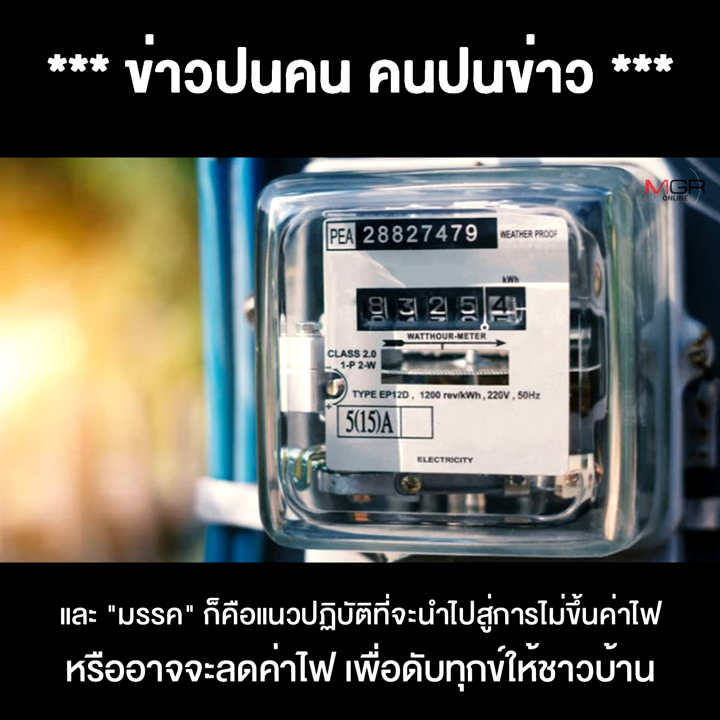 *** ข่าวปนคน คนปนข่าว ***
MGR
ONLINE
PEA 28827479 WEATHER PROOF
kWh
8 3 2 5 4
WATTHOUR-METER
CLASS 2.0
1-P 2-W
TYPE EP12D , 1200 rev/kWh , 220V , 50Hz
5(15)A
ELECTRICITY
และ "มรรค" ก็คือแนวปฏิบัติที่จะนำไปสู่การไม่ขึ้นค่าไฟ
หรืออาจจะลดค่าไฟ เพื่อดับทุกข์ให้ชาวบ้าน